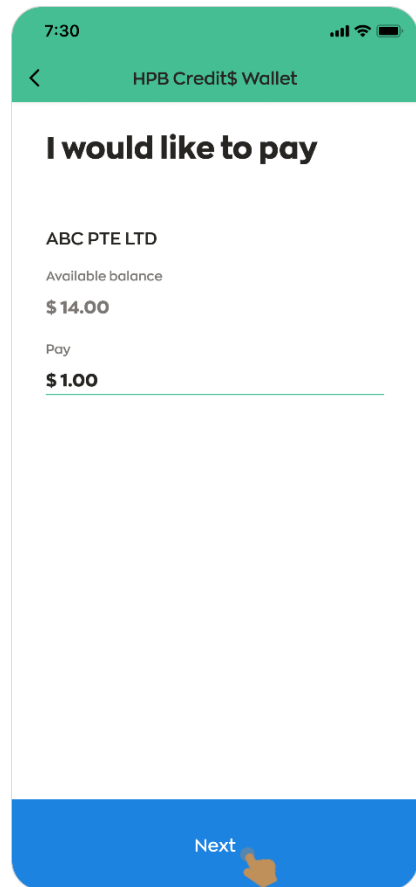 7:30
HPB Credit$ Wallet
I would like to pay
ABC PTE LTD
Available balance
$ 14.00
Pay
$ 1.00
Next